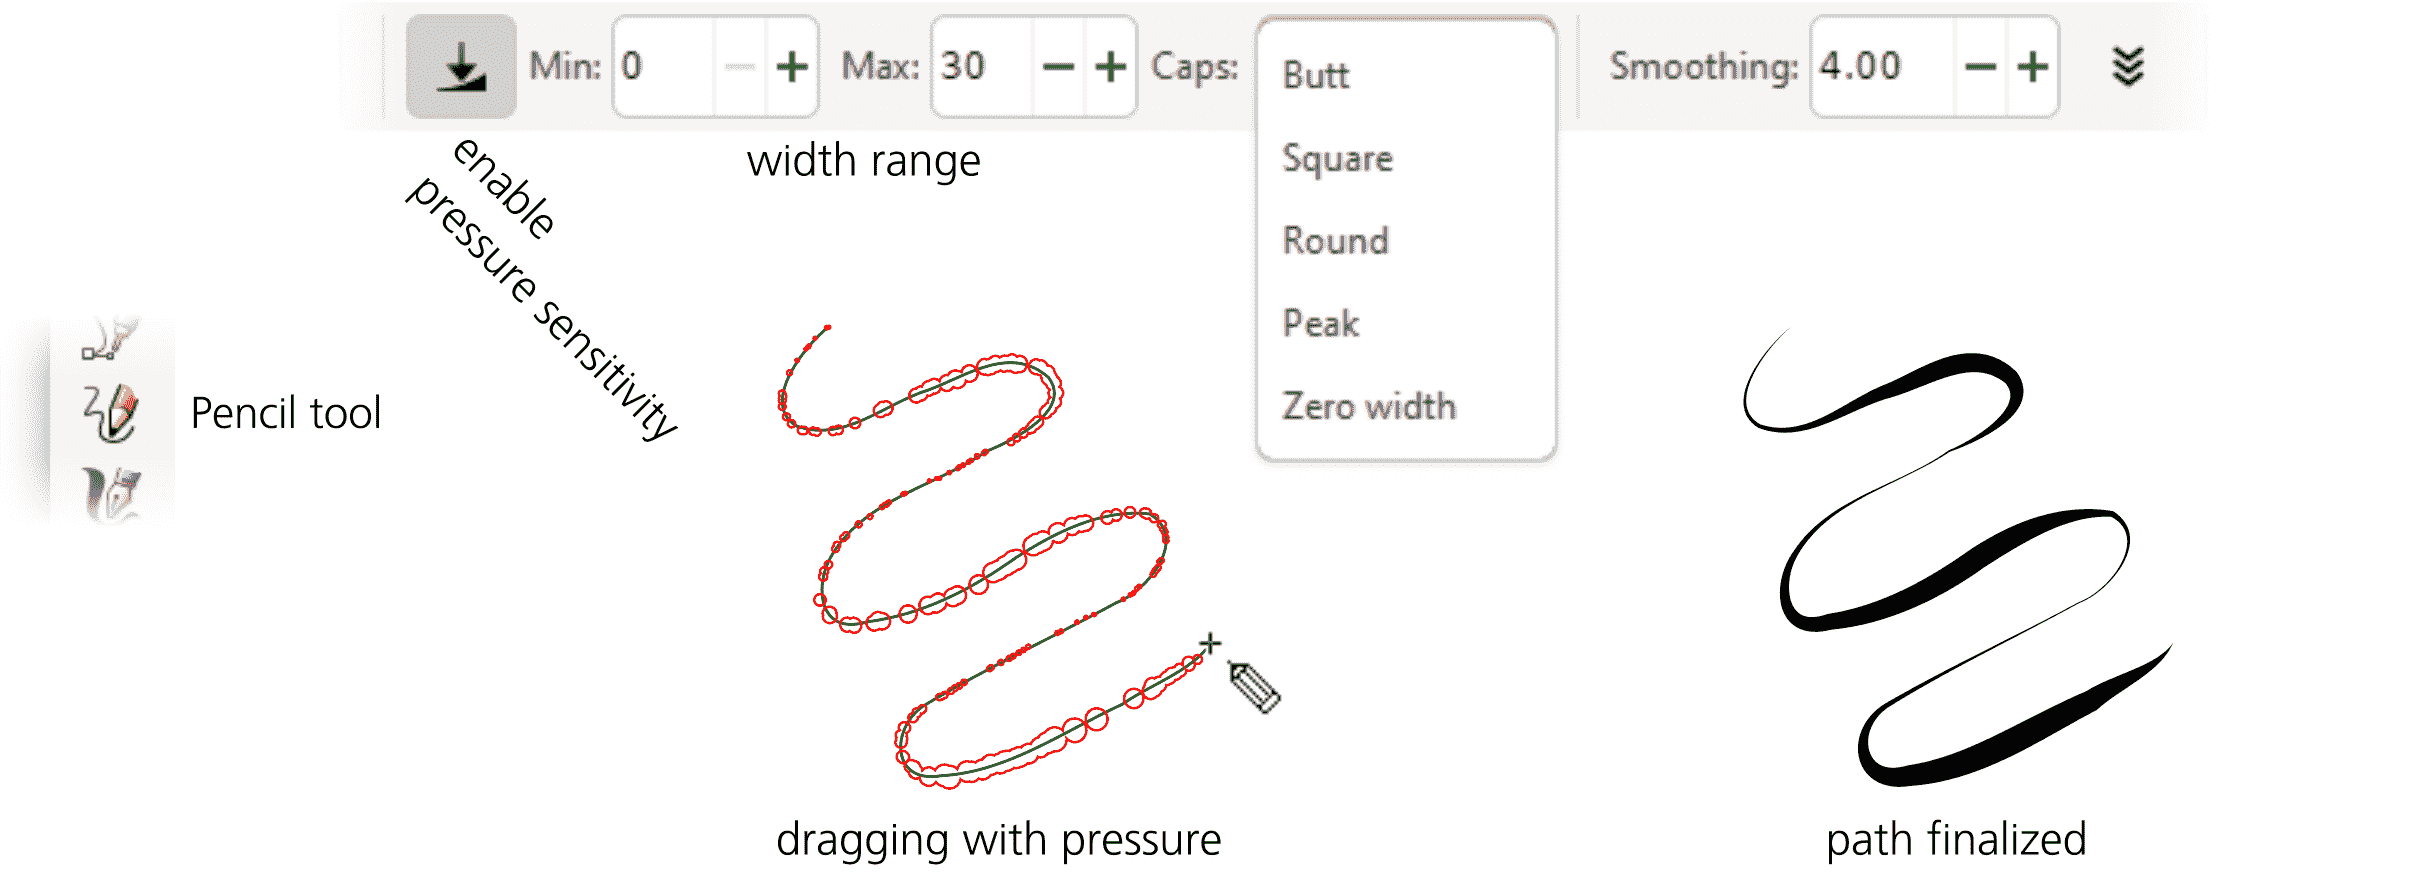 Min: 0 Max: 30 Caps: Smoothing: 4.00
Butt
Square
Round
Peak
Zero width
enable
pressure sensitivity
width range
Pencil tool
dragging with pressure
path finalized